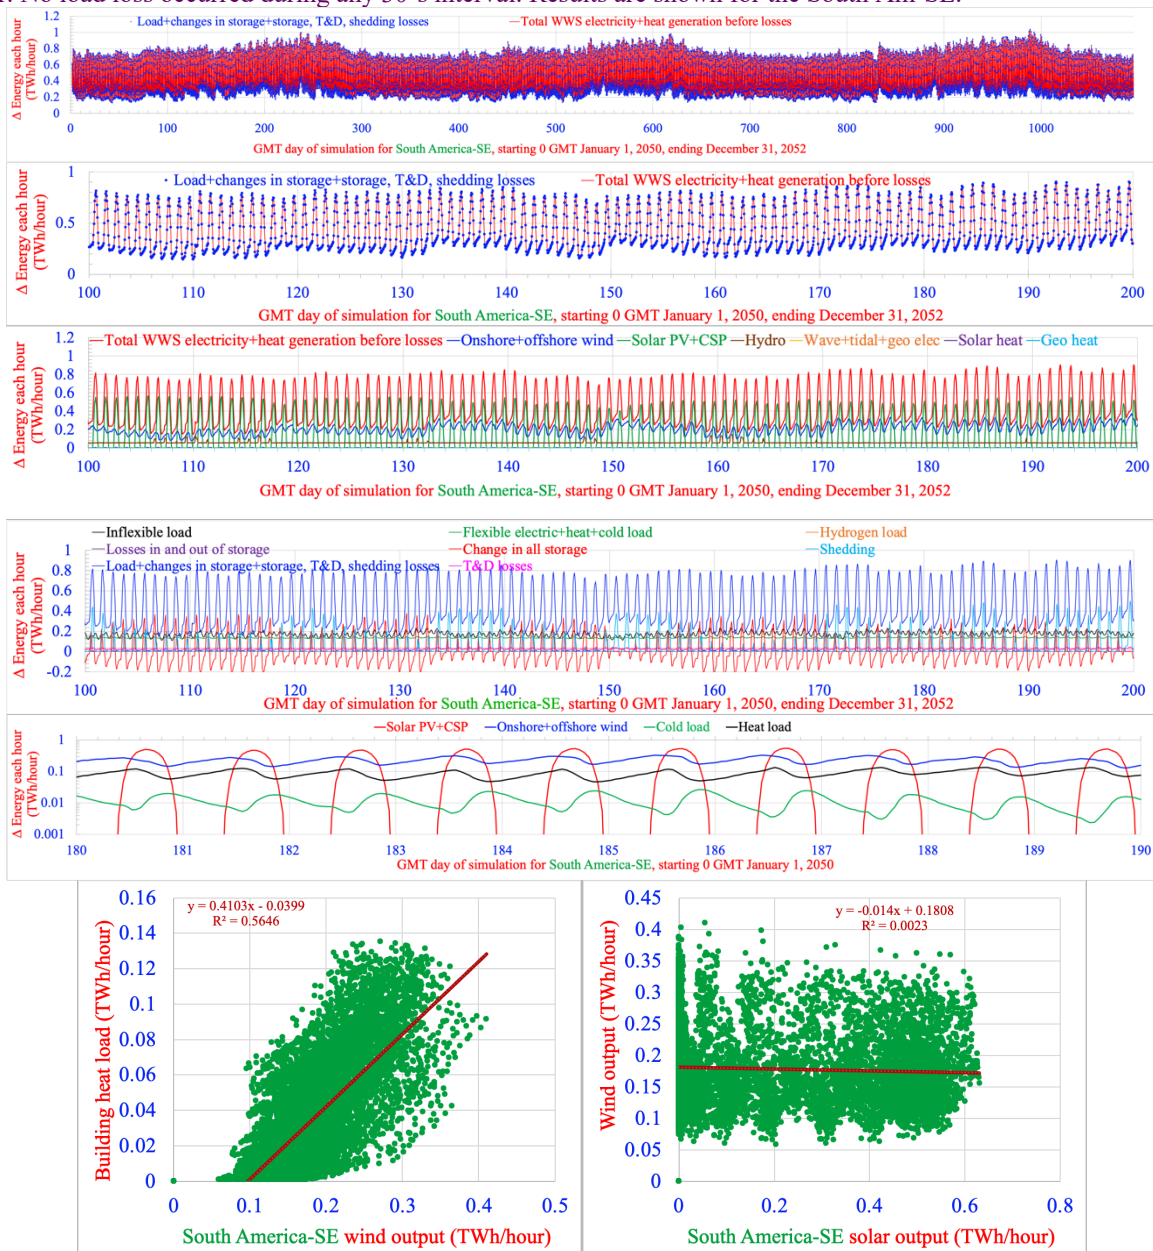 No load loss occurred during any 30-s interval. Results are shown for the South Am-SE.
Load+changes in storage+storage, T&D, shedding losses —Total WWS electricity+heat generation before losses
Δ Energy each hour
(TWh/hour)
1.2
1
0.8
0.6
0.4
0.2
0
0 100 200 300 400 500 600 700 800 900 1000
GMT day of simulation for South America-SE, starting 0 GMT January 1, 2050, ending December 31, 2052
Load+changes in storage+storage, T&D, shedding losses —Total WWS electricity+heat generation before losses
Δ Energy each hour
(TWh/hour)
1
0.5
0
100 110 120 130 140 150 160 170 180 190 200
GMT day of simulation for South America-SE, starting 0 GMT January 1, 2050, ending December 31, 2052
—Total WWS electricity+heat generation before losses —Onshore+offshore wind —Solar PV+CSP —Hydro —Wave+tidal+geo elec —Solar heat —Geo heat
Δ Energy each hour
(TWh/hour)
1.2
1
0.8
0.6
0.4
0.2
0
100 110 120 130 140 150 160 170 180 190 200
GMT day of simulation for South America-SE, starting 0 GMT January 1, 2050, ending December 31, 2052
—Inflexible load —Flexible electric+heat+cold load —Hydrogen load
—Losses in and out of storage —Change in all storage —Shedding
—Load+changes in storage+storage, T&D, shedding losses —T&D losses
Δ Energy each hour
(TWh/hour)
1
0.8
0.6
0.4
0.2
0
-0.2
100 110 120 130 140 150 160 170 180 190 200
GMT day of simulation for South America-SE, starting 0 GMT January 1, 2050, ending December 31, 2052
—Solar PV+CSP —Onshore+offshore wind —Cold load —Heat load
Δ Energy each hour
(TWh/hour)
1
0.1
0.01
0.001
180 181 182 183 184 185 186 187 188 189 190
GMT day of simulation for South America-SE, starting 0 GMT January 1, 2050
y = 0.4103x - 0.0399
R² = 0.5646
Building heat load (TWh/hour)
0.16
0.14
0.12
0.1
0.08
0.06
0.04
0.02
0
0 0.1 0.2 0.3 0.4 0.5
South America-SE wind output (TWh/hour)
y = -0.014x + 0.1808
R² = 0.0023
Wind output (TWh/hour)
0.45
0.4
0.35
0.3
0.25
0.2
0.15
0.1
0.05
0
0 0.2 0.4 0.6 0.8
South America-SE solar output (TWh/hour)